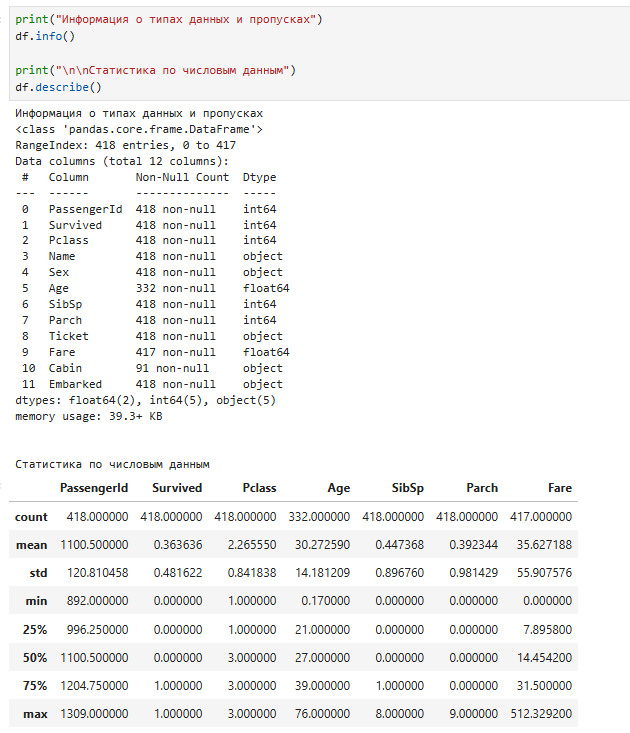 print("Информация о типах данных и пропусках")
df.info()
print("\n\nСтатистика по числовым данным")
df.describe()
Информация о типах данных и пропусках
<class 'pandas.core.frame.DataFrame'>
RangeIndex: 418 entries, 0 to 417
Data columns (total 12 columns):
 #   Column       Non-Null Count  Dtype
---  ------       --------------  -----
 0   PassengerId  418 non-null    int64
 1   Survived     418 non-null    int64
 2   Pclass       418 non-null    int64
 3   Name         418 non-null    object
 4   Sex          418 non-null    object
 5   Age          332 non-null    float64
 6   SibSp        418 non-null    int64
 7   Parch        418 non-null    int64
 8   Ticket       418 non-null    object
 9   Fare         417 non-null    float64
 10  Cabin        91 non-null     object
 11  Embarked     418 non-null    object
dtypes: float64(2), int64(5), object(5)
memory usage: 39.3+ KB
Статистика по числовым данным
PassengerId Survived Pclass Age SibSp Parch Fare
count 418.000000 418.000000 418.000000 332.000000 418.000000 418.000000 417.000000
mean 1100.500000 0.363636 2.265550 30.272590 0.447368 0.392344 35.627188
std 120.810458 0.481622 0.841838 14.181209 0.896760 0.981429 55.907576
min 892.000000 0.000000 1.000000 0.170000 0.000000 0.000000 0.000000
25% 996.250000 0.000000 1.000000 21.000000 0.000000 0.000000 7.895800
50% 1100.500000 0.000000 3.000000 27.000000 0.000000 0.000000 14.454200
75% 1204.750000 1.000000 3.000000 39.000000 1.000000 0.000000 31.500000
max 1309.000000 1.000000 3.000000 76.000000 8.000000 9.000000 512.329200